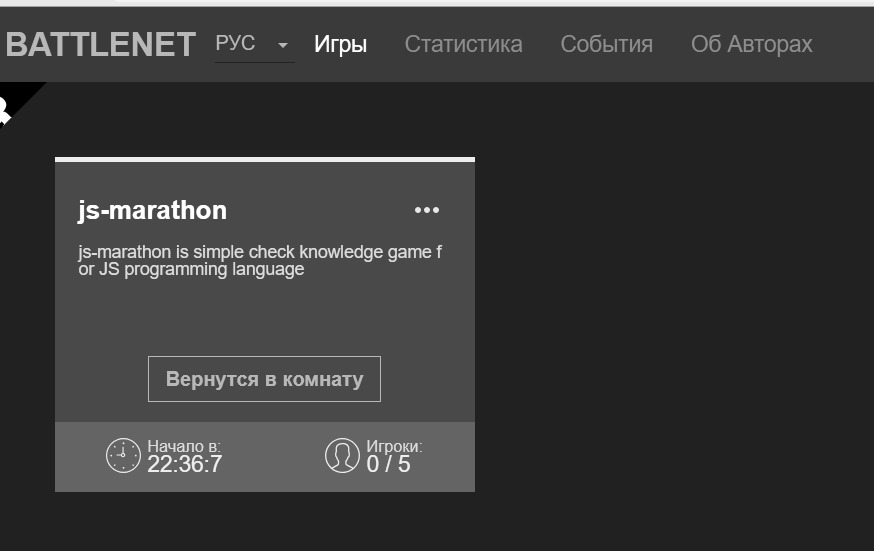 BATTLENET РУС Игры Статистика События Об Авторах
js-marathon
js-marathon is simple check knowledge game f
or JS programming language
Вернутся в комнату
Начало в: Игроки:
22:36:7 0 / 5